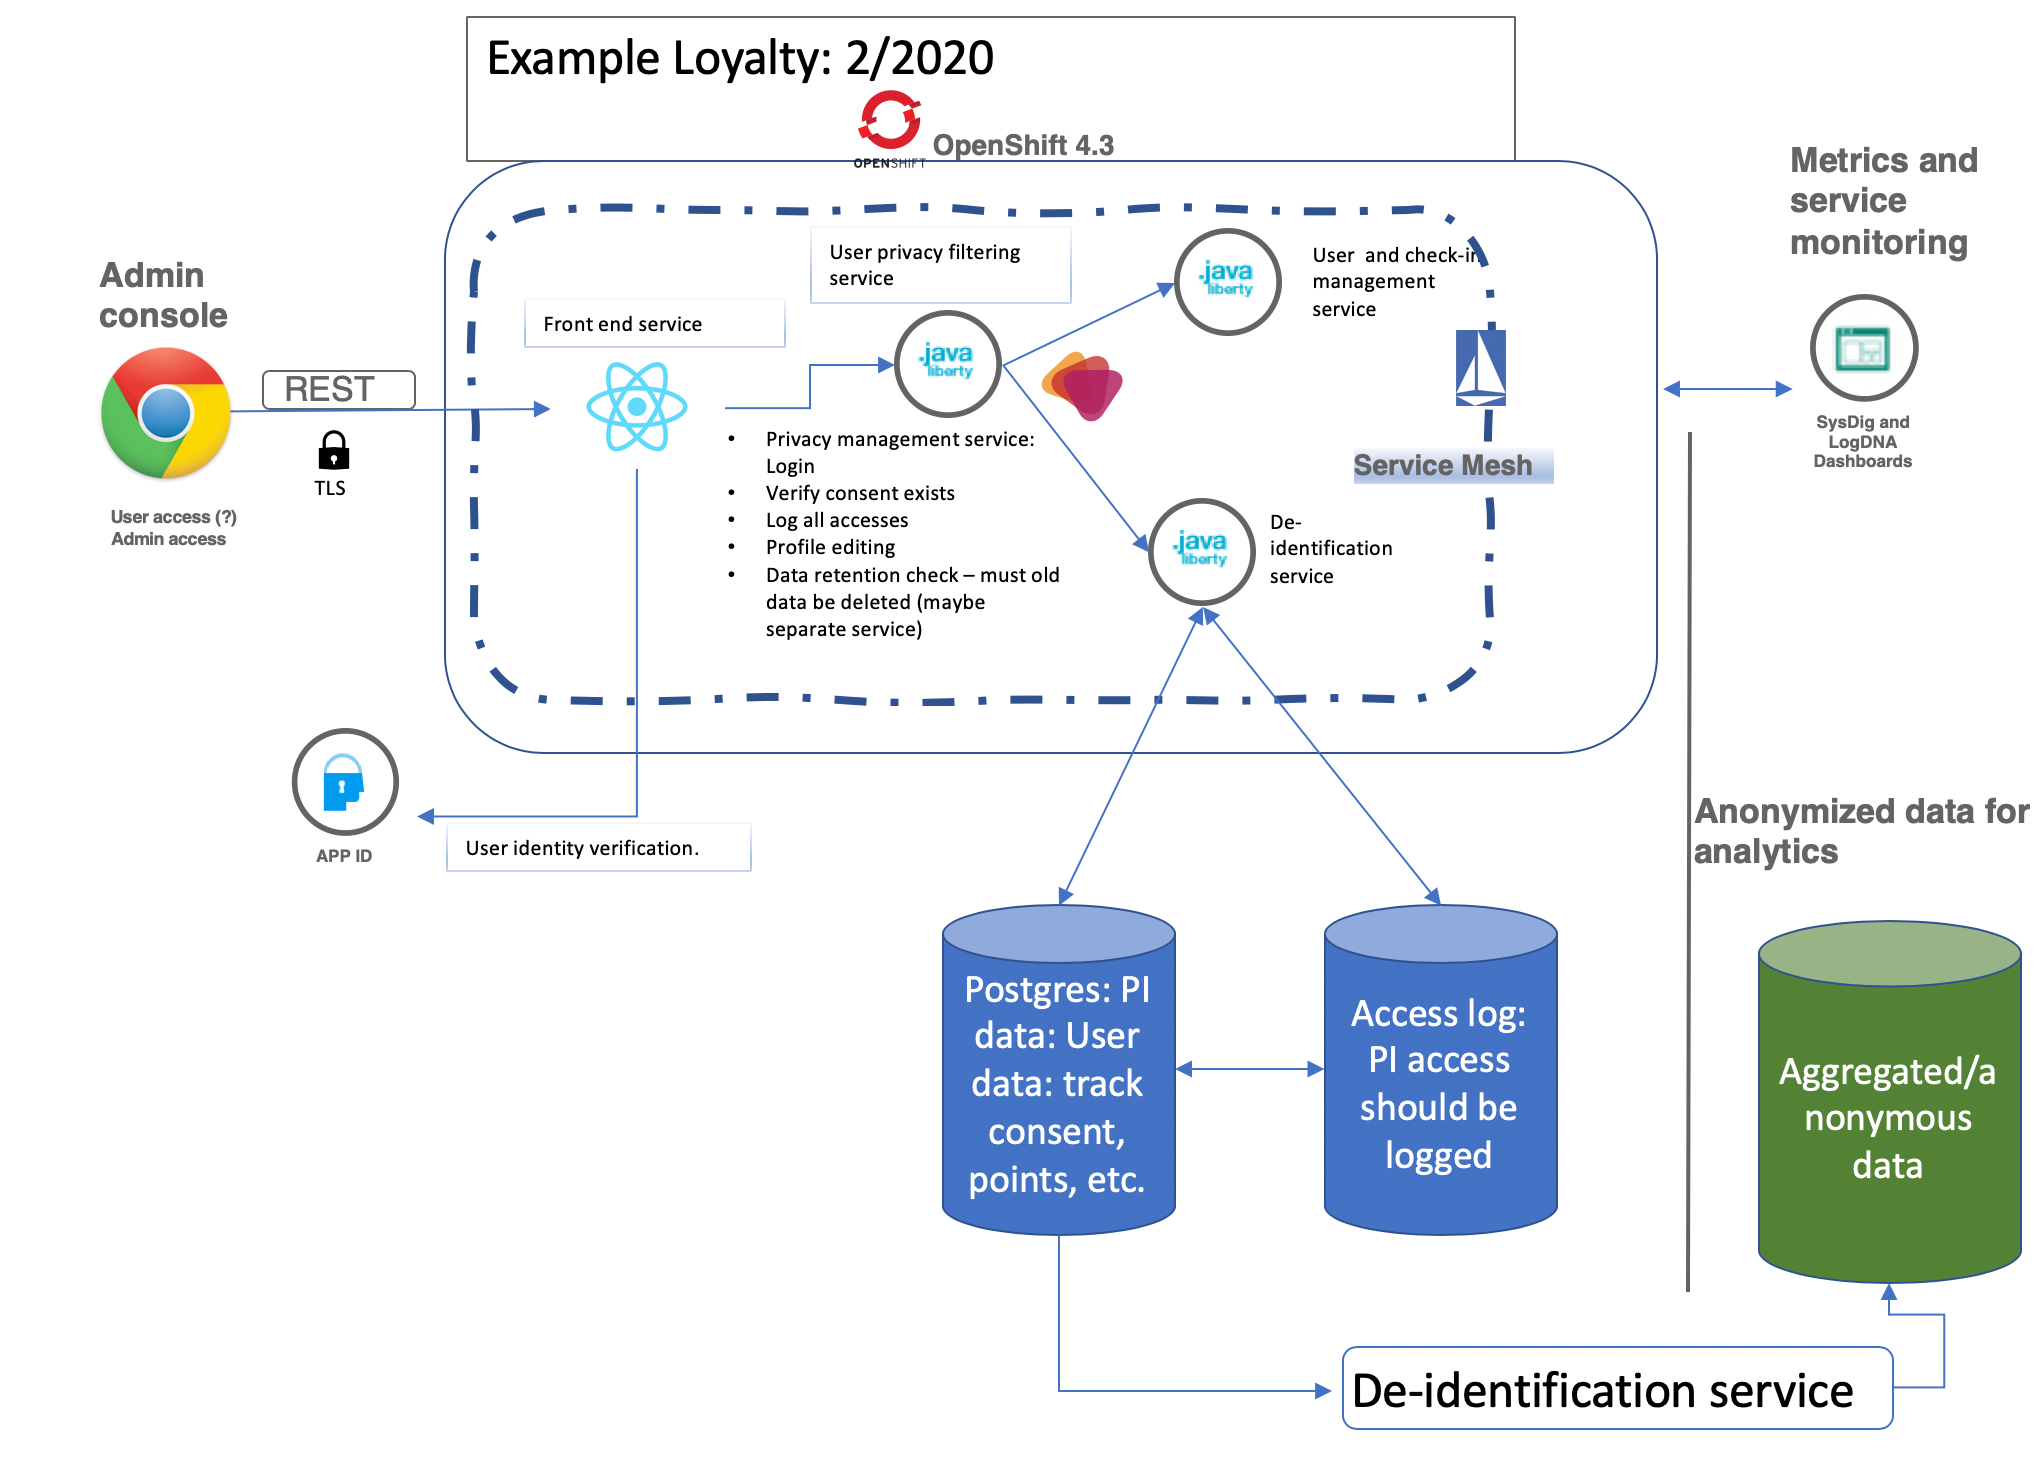 Example Loyalty: 2/2020
OPENSHIFT
OpenShift 4.3
Metrics and
service
monitoring
SysDig and
LogDNA
Dashboards
Admin
console
REST
TLS
User access (?)
Admin access
Front end service
User privacy filtering
service
.java
liberty
.java
liberty
User  and check-in
management
service
• Privacy management service:
Login
• Verify consent exists
• Log all accesses
• Profile editing
• Data retention check – must old
data be deleted (maybe
separate service)
.java
liberty
De-
identification
service
Service Mesh
APP ID
User identity verification.
Anonymized data for
analytics
Postgres: PI
data: User
data: track
consent,
points, etc.
Access log:
PI access
should be
logged
Aggregated/a
nonymous
data
De-identification service